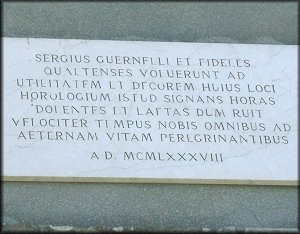 SERGIUS GUERNELLI ET FIDELES
QUALTENSES VOLUERUNT AD
UTILITATEM ET DECOREM HUIUS LOCI
HOROLOGIUM ISTUD SIGNANS HORAS
DOLENTES ET LAETAS DUM RUIT
VELOCITER TEMPUS NOBIS OMNIBUS AD
AETERNAM VITAM PEREGRINANTIBUS
A.D. MCMLXXXVIII